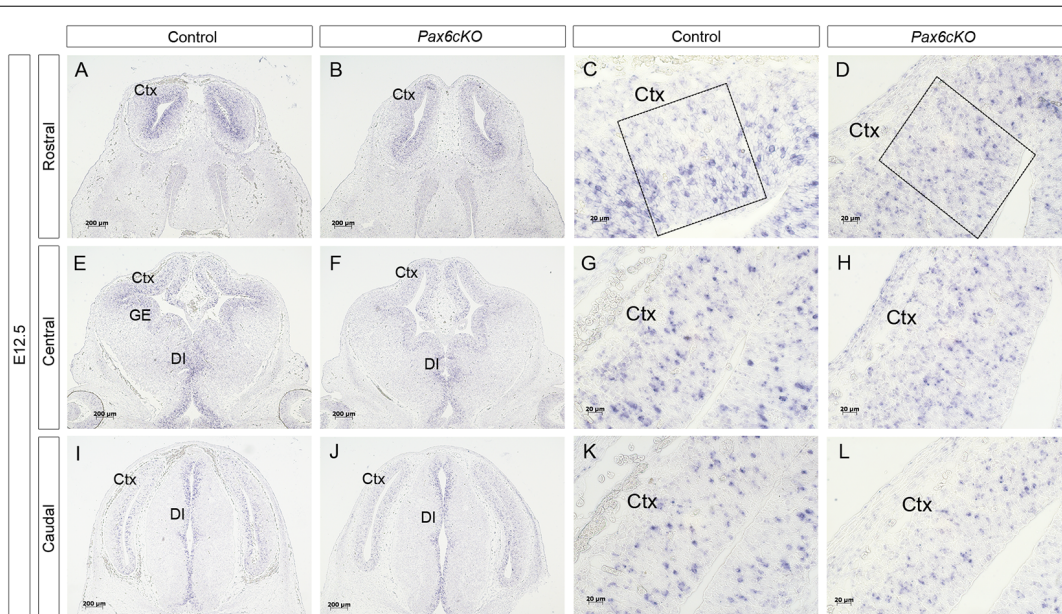 Control
Pax6cKO
Control
Pax6cKO
E12.5
Rostral
A
Ctx
200 µm
B
Ctx
200 µm
C
Ctx
20 µm
D
Ctx
20 µm
Central
E
Ctx
GE
DI
200 µm
F
Ctx
DI
200 µm
G
Ctx
20 µm
H
Ctx
20 µm
Caudal
I
Ctx
DI
200 µm
J
Ctx
DI
200 µm
K
Ctx
20 µm
L
Ctx
20 µm